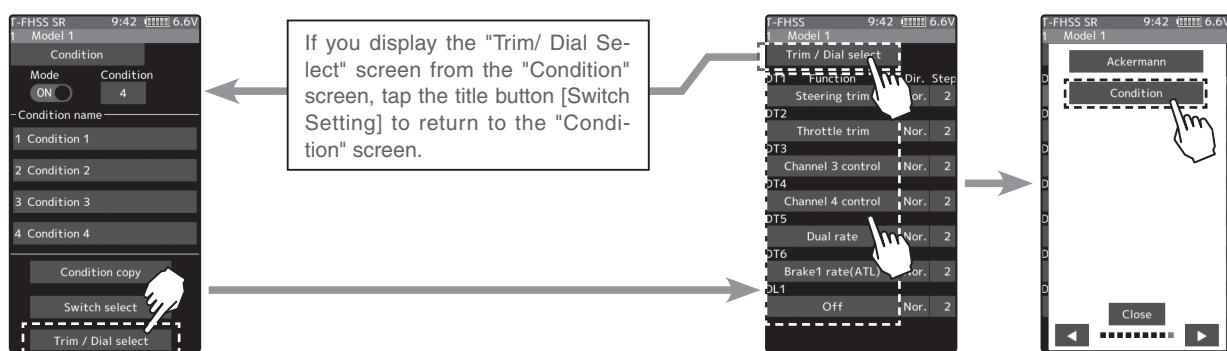 T-FHSS SR 9:42 6.6V
1 Model 1
Condition
Mode Condition
ON 4
Condition name
1 Condition 1
2 Condition 2
3 Condition 3
4 Condition 4
Condition copy
Switch select
Trim / Dial select
If you display the "Trim/ Dial Se-
lect" screen from the "Condition"
screen, tap the title button [Switch
Setting] to return to the "Condi-
tion" screen.
T-FHSS 9:42 6.6V
1 Model 1
Trim / Dial select
DT1 Function Dir. Step
Steering trim Nor. 2
DT2
Throttle trim Nor. 2
DT3
Channel 3 control Nor. 2
DT4
Channel 4 control Nor. 2
DT5
Dual rate Nor. 2
DT6
Brake1 rate(ATL) Nor. 2
DL1
Off Nor. 2
T-FHSS SR 9:42 6.6V
1 Model 1
Ackermann
Condition
Close